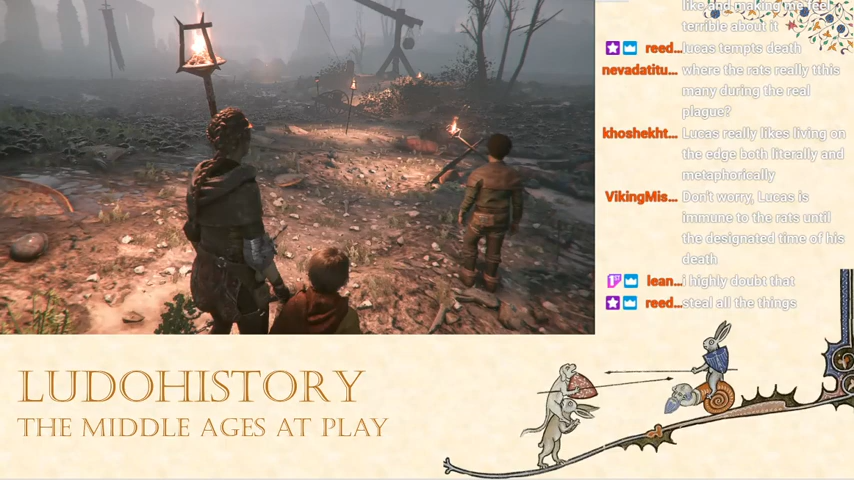 like and making me feel
terrible about it
reed...lucas tempts death
nevadatitu... where the rats really tthis
many during the real
plague?
khoshekht... Lucas really likes living on
the edge both literally and
metaphorically
VikingMis... Don't worry, Lucas is
immune to the rats until
the designated time of his
death
lean...i highly doubt that
reed...steal all the things
LUDOHISTORY
THE MIDDLE AGES AT PLAY